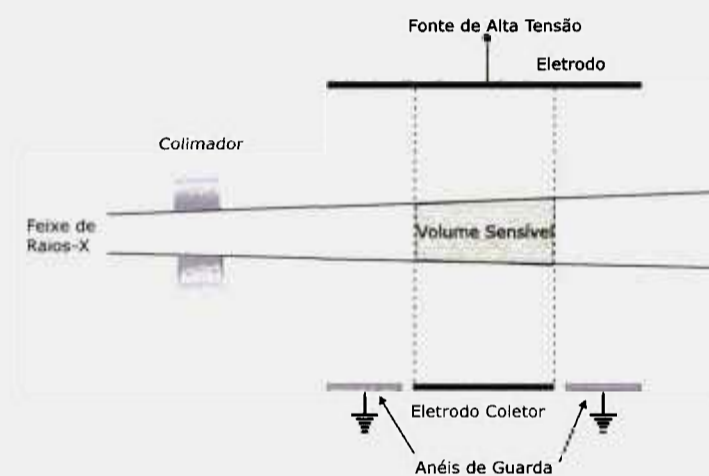 Fonte de Alta Tensão
Eletrodo
Colimador
Feixe de
Raios-X
Volume Sensível
Eletrodo Coletor
Anéis de Guarda